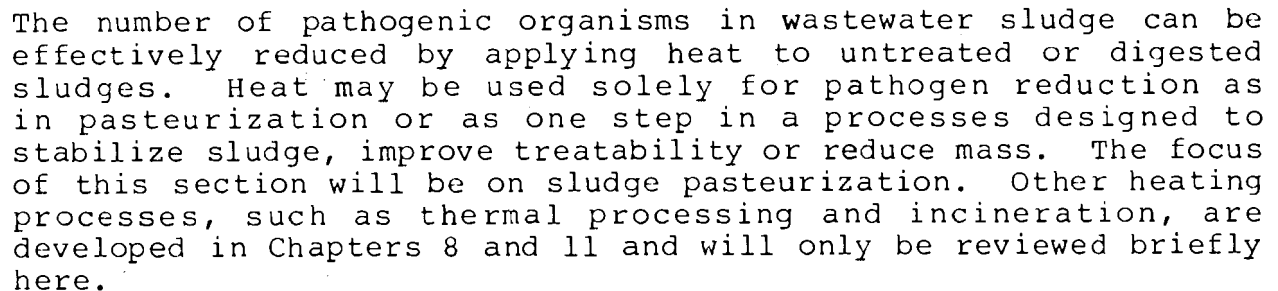 The number of pathogenic organisms in wastewater sludge can be
effectively reduced by applying heat to untreated or digested
sludges. Heat may be used solely for pathogen reduction as
in pasteurization or as one step in a processes designed to
stabilize sludge, improve treatability or reduce mass. The focus
of this section will be on sludge pasteurization. Other heating
processes, such as thermal processing and incineration, are
developed in Chapters 8 and 11 and will only be reviewed briefly
here.